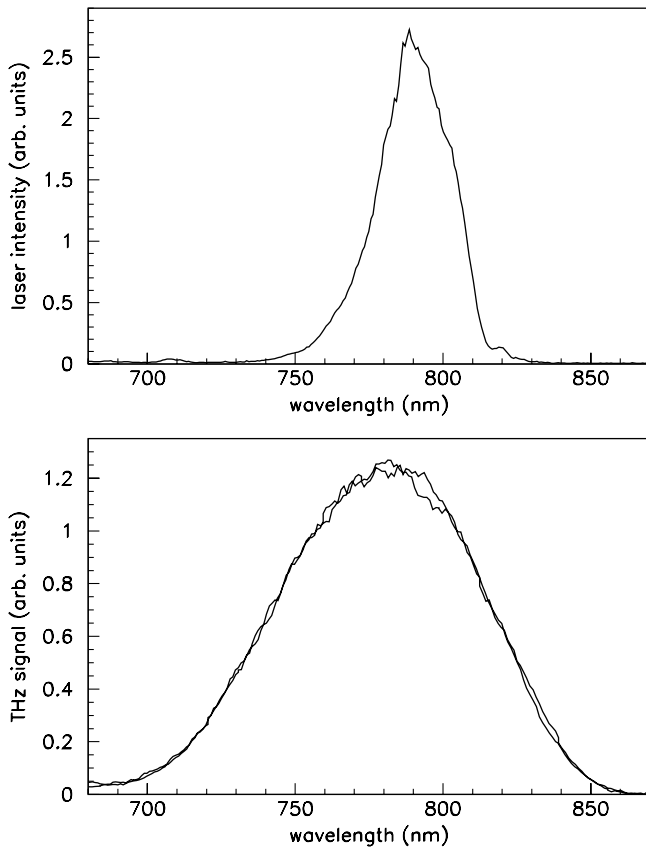 laser intensity (arb. units)
2.5
2
1.5
1
0.5
0
700 750 800 850
wavelength (nm)
THz signal (arb. units)
1.2
1
0.8
0.6
0.4
0.2
0
700 750 800 850
wavelength (nm)